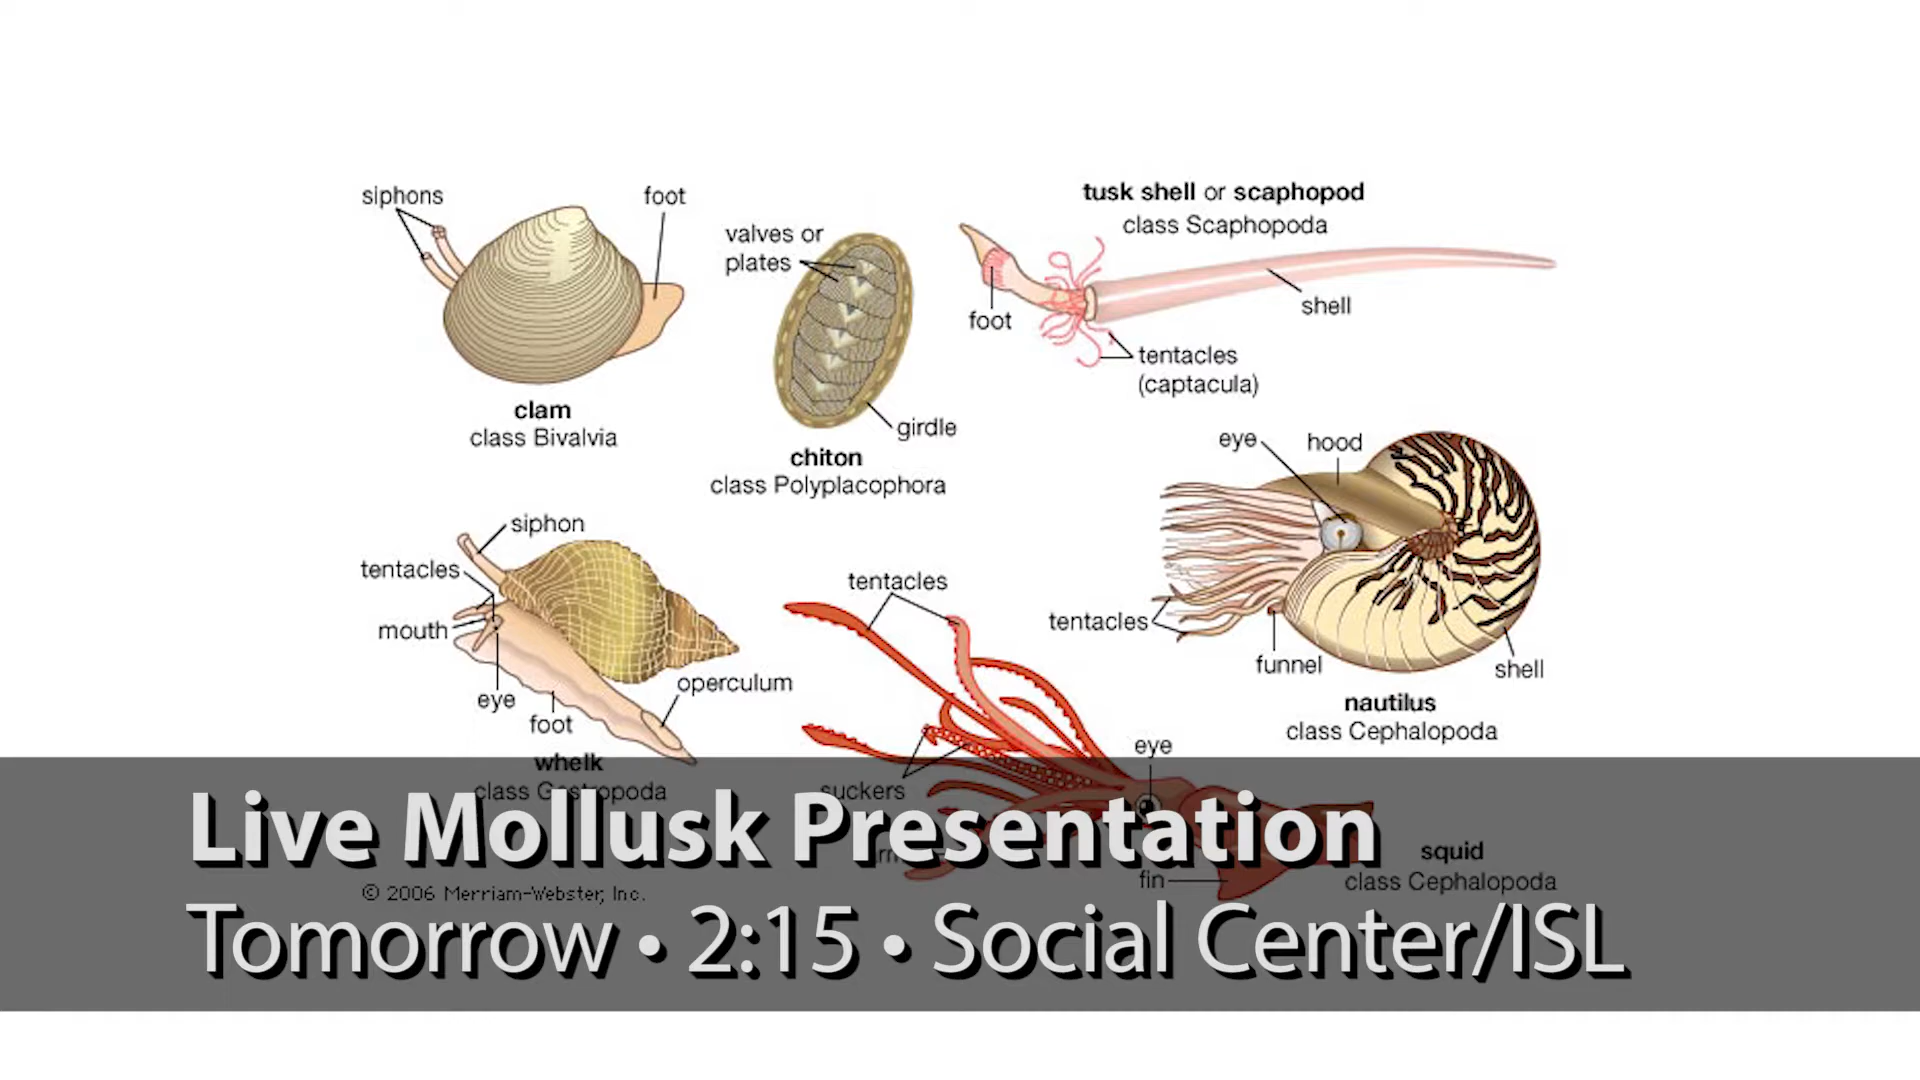 siphons
foot
clam
class Bivalvia
valves or
plates
girdle
chiton
class Polyplacophora
tusk shell or scaphopod
class Scaphopoda
foot
shell
tentacles
(captacula)
siphon
tentacles
mouth
eye
foot
operculum
whelk
class Gastropoda
tentacles
suckers
eye
fin
squid
class Cephalopoda
eye
hood
tentacles
funnel
shell
nautilus
class Cephalopoda
© 2006 Merriam-Webster, Inc.
Live Mollusk Presentation
Tomorrow • 2:15 • Social Center/ISL